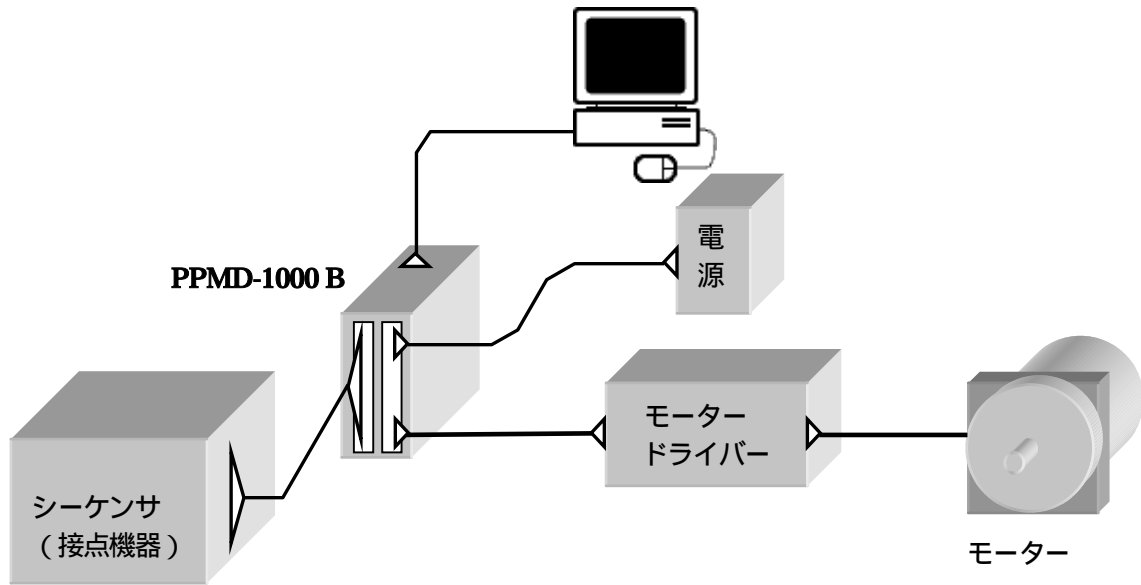 電
源
PPMD-1000 B
モーター
ドライバー
シーケンサ
（接点機器）
モーター